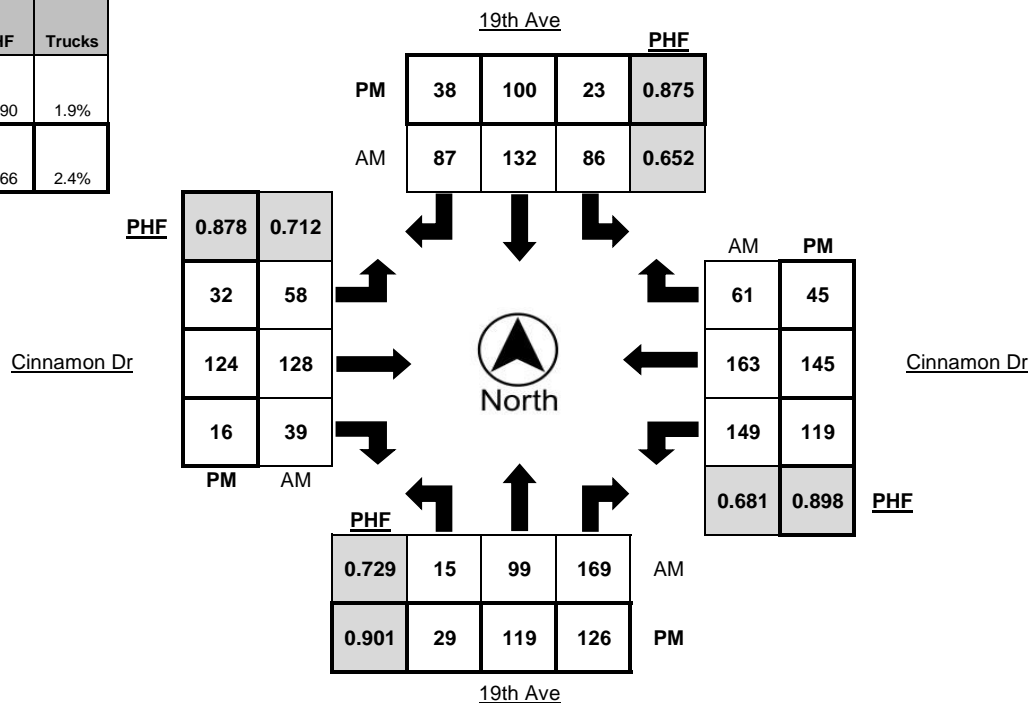 19th Ave
PHF
Trucks
PM 38 100 23 0.875
1.9%
AM 87 132 86 0.652
2.4%
PHF 0.878 0.712
AM PM
32 58
61 45
Cinnamon Dr 124 128
163 145 Cinnamon Dr
North
16 39
149 119
PM AM
0.681 0.898 PHF
PHF
0.729 15 99 169 AM
0.901 29 119 126 PM
19th Ave